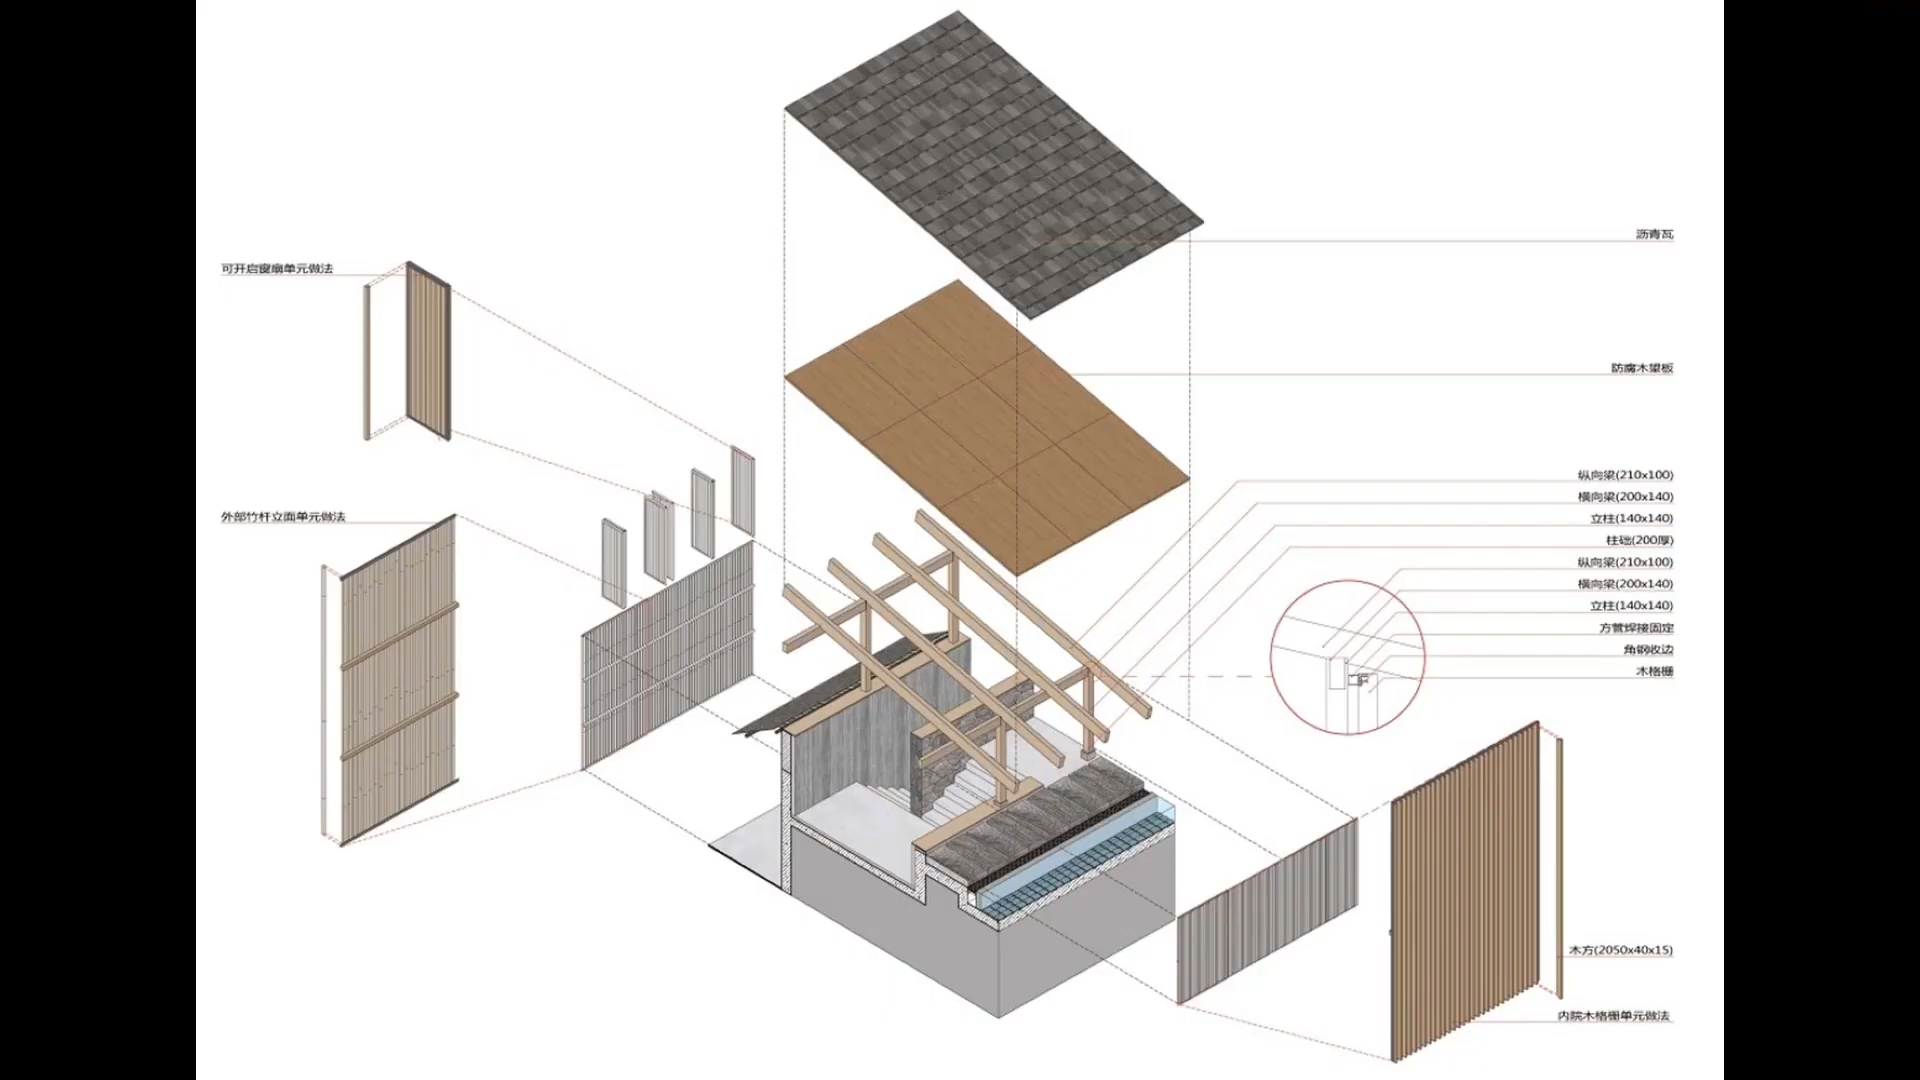 沥青瓦
可开启窗扇单元做法
防腐木望板
纵向梁(210x100)
横向梁(200x140)
外部竹杆立面单元做法
立柱(140x140)
柱础(200厚)
纵向梁(210x100)
横向梁(200x140)
立柱(140x140)
方管焊接固定
角钢收边
木格栅
木方(2050x40x15)
内院木格栅单元做法